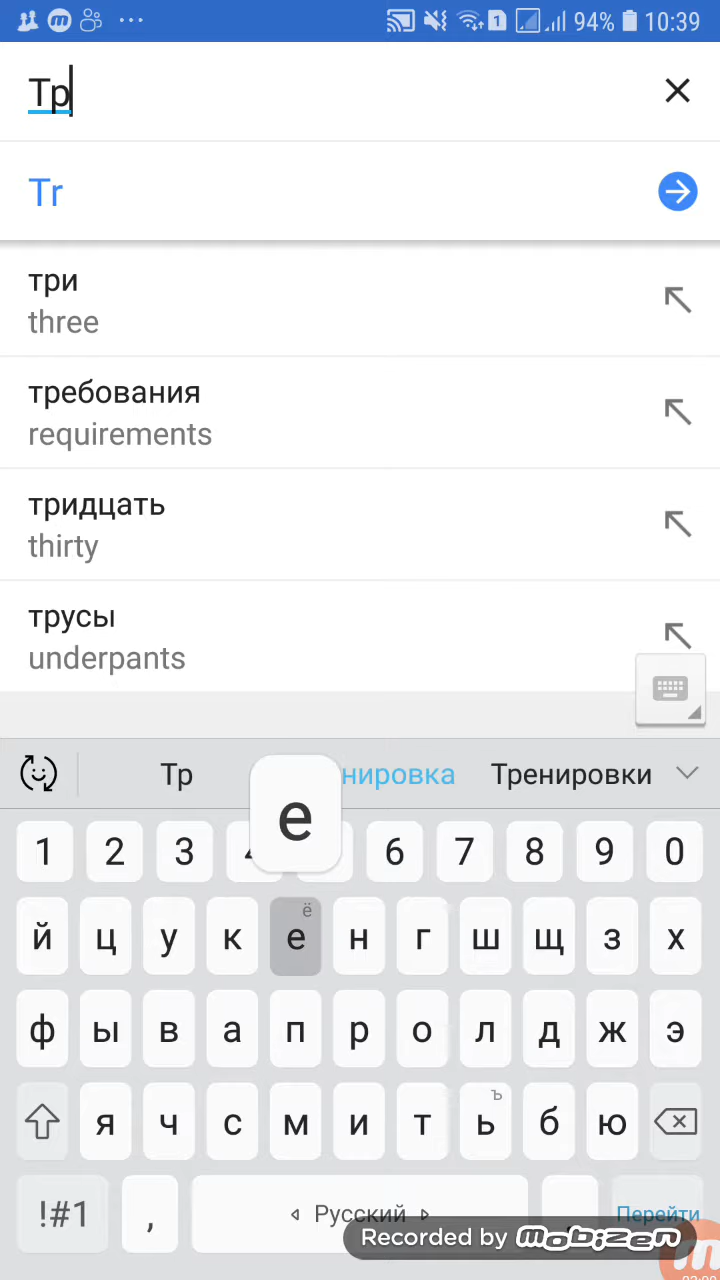 94% 10:39
Тр
Tr
три
three
требования
requirements
тридцать
thirty
трусы
underpants
Тр нировка Тренировки
е
1 2 3 6 7 8 9 0
ё
й ц у к е н г ш щ з х
ф ы в а п р о л д ж э
ъ
я ч с м и т ь б ю
!#1 , Русский Перейти
Recorded by mobizen